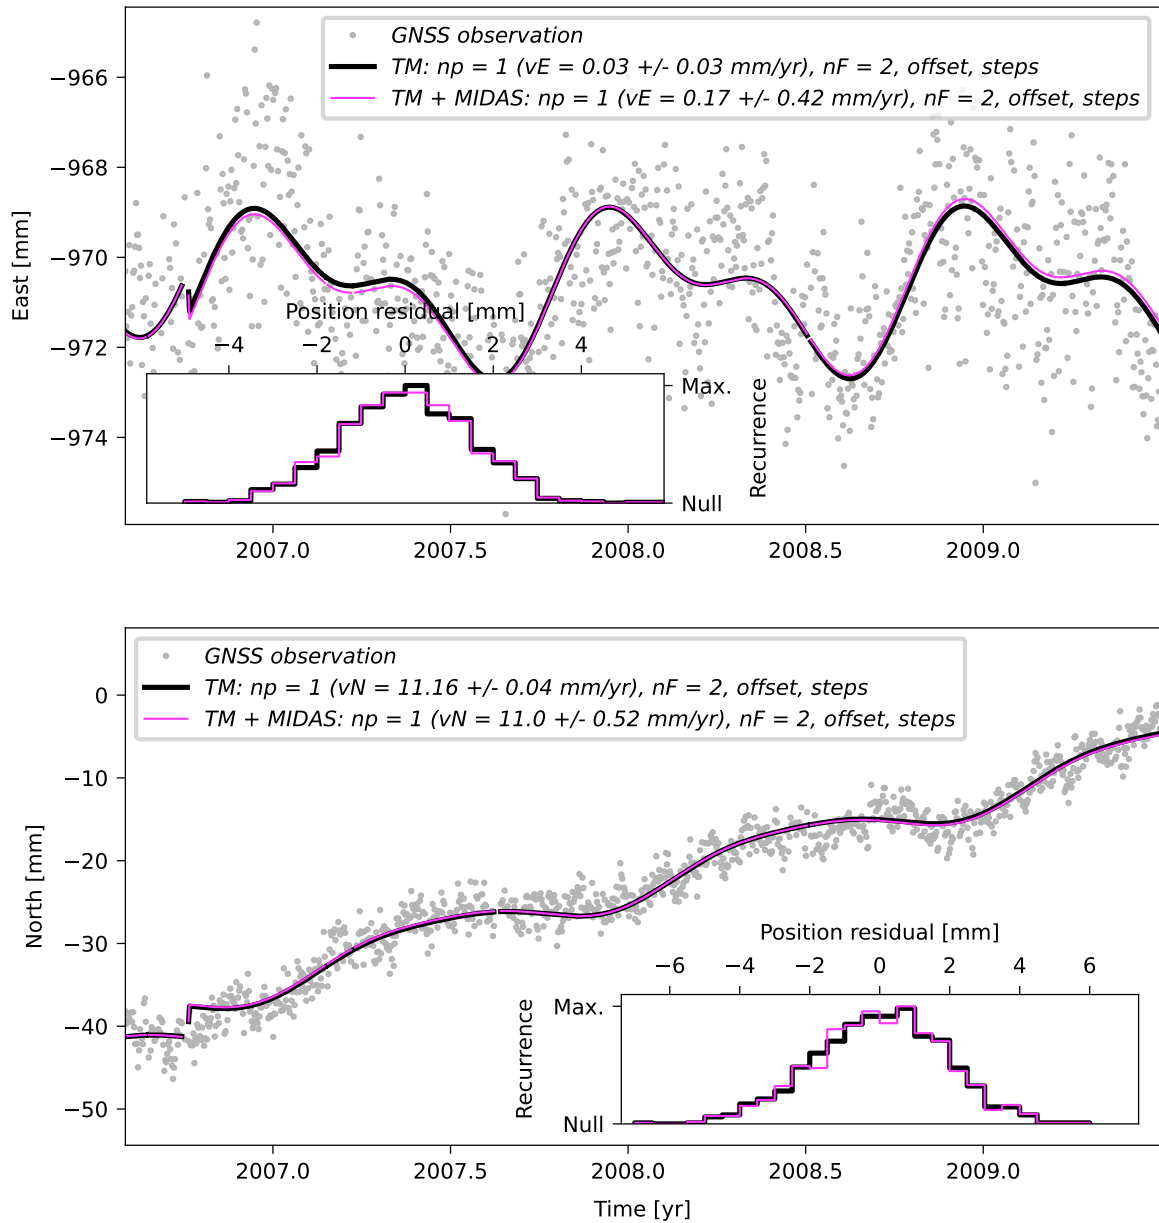 GNSS observation
TM: np = 1 (vE = 0.03 +/- 0.03 mm/yr), nF = 2, offset, steps
TM + MIDAS: np = 1 (vE = 0.17 +/- 0.42 mm/yr), nF = 2, offset, steps
−966
−968
−970
−972
−974
East [mm]
Position residual [mm]
−4 −2 0 2 4
Max.
Recurrence
Null
2007.0 2007.5 2008.0 2008.5 2009.0
GNSS observation
TM: np = 1 (vN = 11.16 +/- 0.04 mm/yr), nF = 2, offset, steps
TM + MIDAS: np = 1 (vN = 11.0 +/- 0.52 mm/yr), nF = 2, offset, steps
0
−10
−20
−30
−40
−50
North [mm]
Position residual [mm]
−6 −4 −2 0 2 4 6
Max.
Recurrence
Null
2007.0 2007.5 2008.0 2008.5 2009.0
Time [yr]